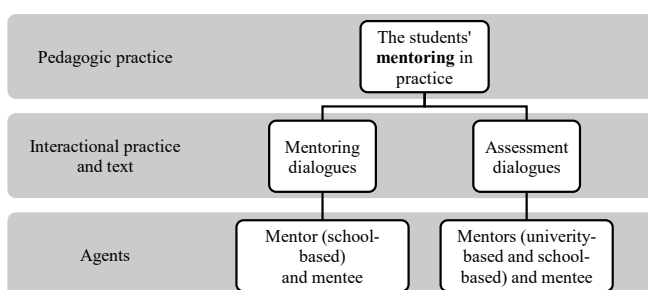 Pedagogic practice
The students'
mentoring in
practice
Interactional practice
and text
Mentoring
dialogues
Assessment
dialogues
Agents
Mentor (school-
based)
and mentee
Mentors (univerity-
based and school-
based) and mentee